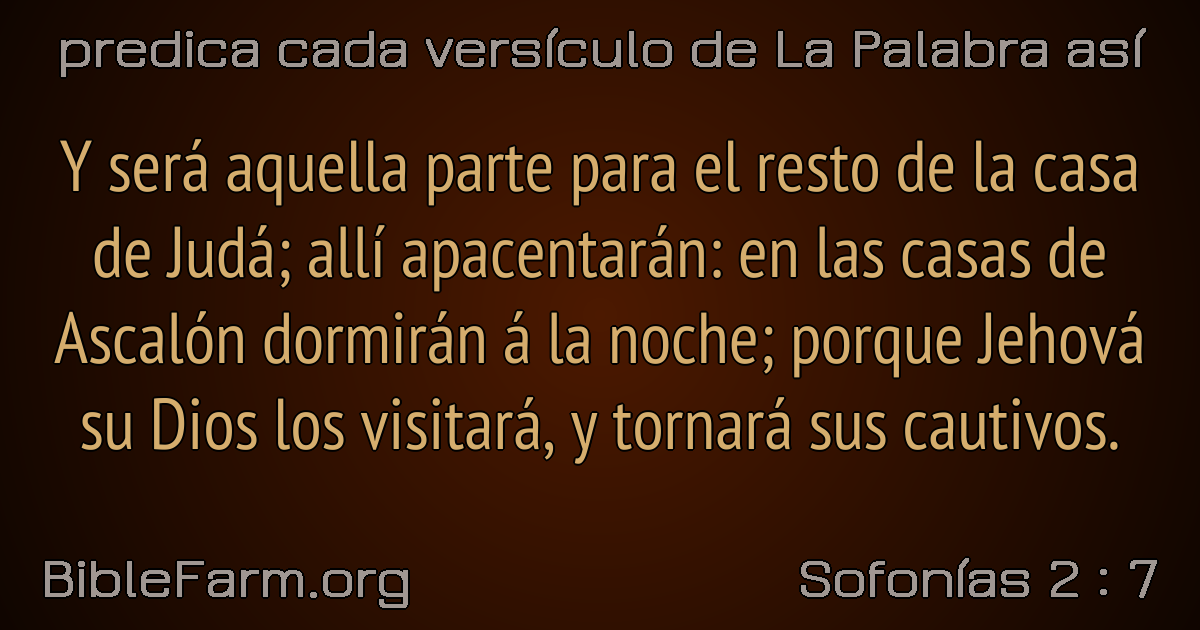 predica cada versículo de La Palabra así
Y será aquella parte para el resto de la casa
de Judá; allí apacentarán: en las casas de
Ascalón dormirán á la noche; porque Jehová
su Dios los visitará, y tornará sus cautivos.
BibleFarm.org
Sofonías 2 : 7